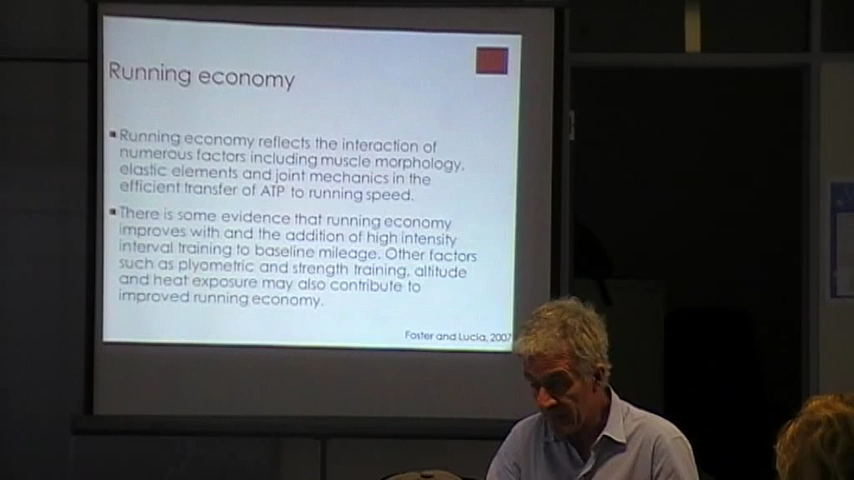 Running economy
Running economy reflects the interaction of
numerous factors including muscle morphology,
elastic elements and joint mechanics in the
efficient transfer of ATP to running speed.
There is some evidence that running economy
improves with and the addition of high intensity
interval training to baseline mileage. Other factors
such as plyometric and strength training, altitude
and heat exposure may also contribute to
improved running economy.
Foster and Lucia, 2007